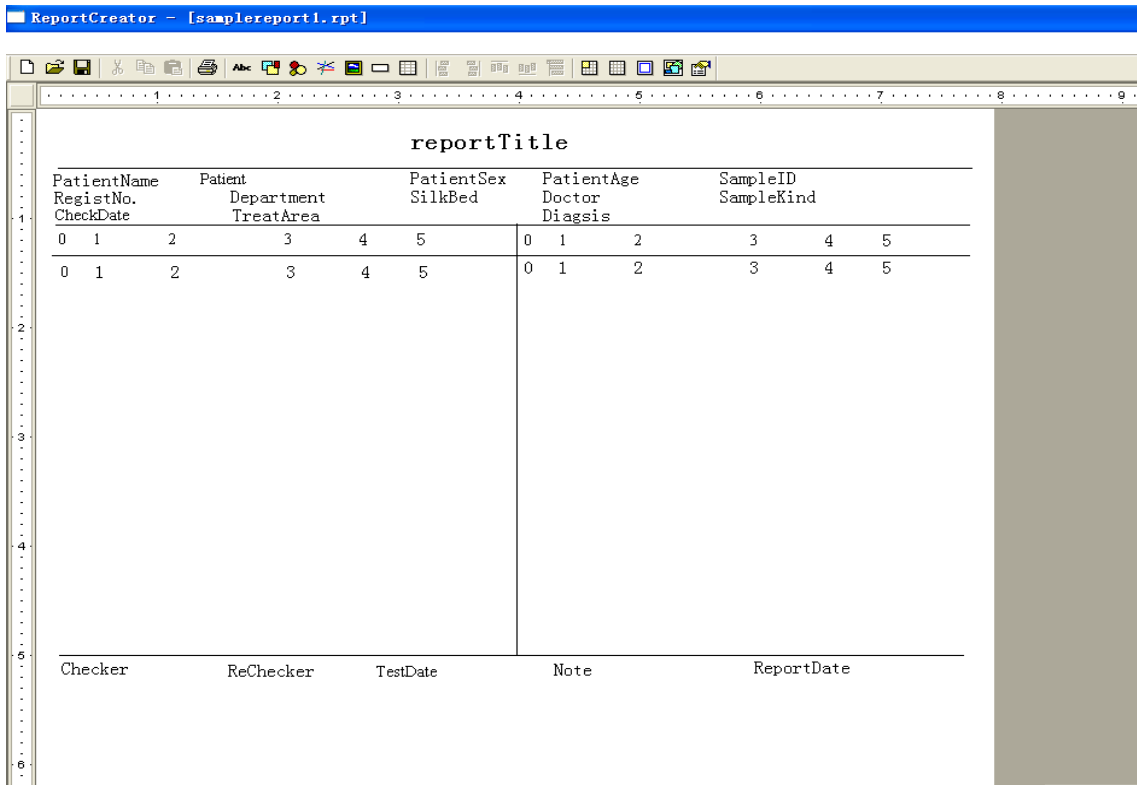 ReportCreator - [samplereport1.rpt]
Abc
1 2 3 4 5 6 7 8 9
reportTitle
PatientName Patient PatientSex PatientAge SampleID
RegistNo. Department SilkBed Doctor SampleKind
CheckDate TreatArea Diagsis
0 1 2 3 4 5 0 1 2 3 4 5
0 1 2 3 4 5 0 1 2 3 4 5
Checker ReChecker TestDate Note ReportDate
1
2
3
4
5
6